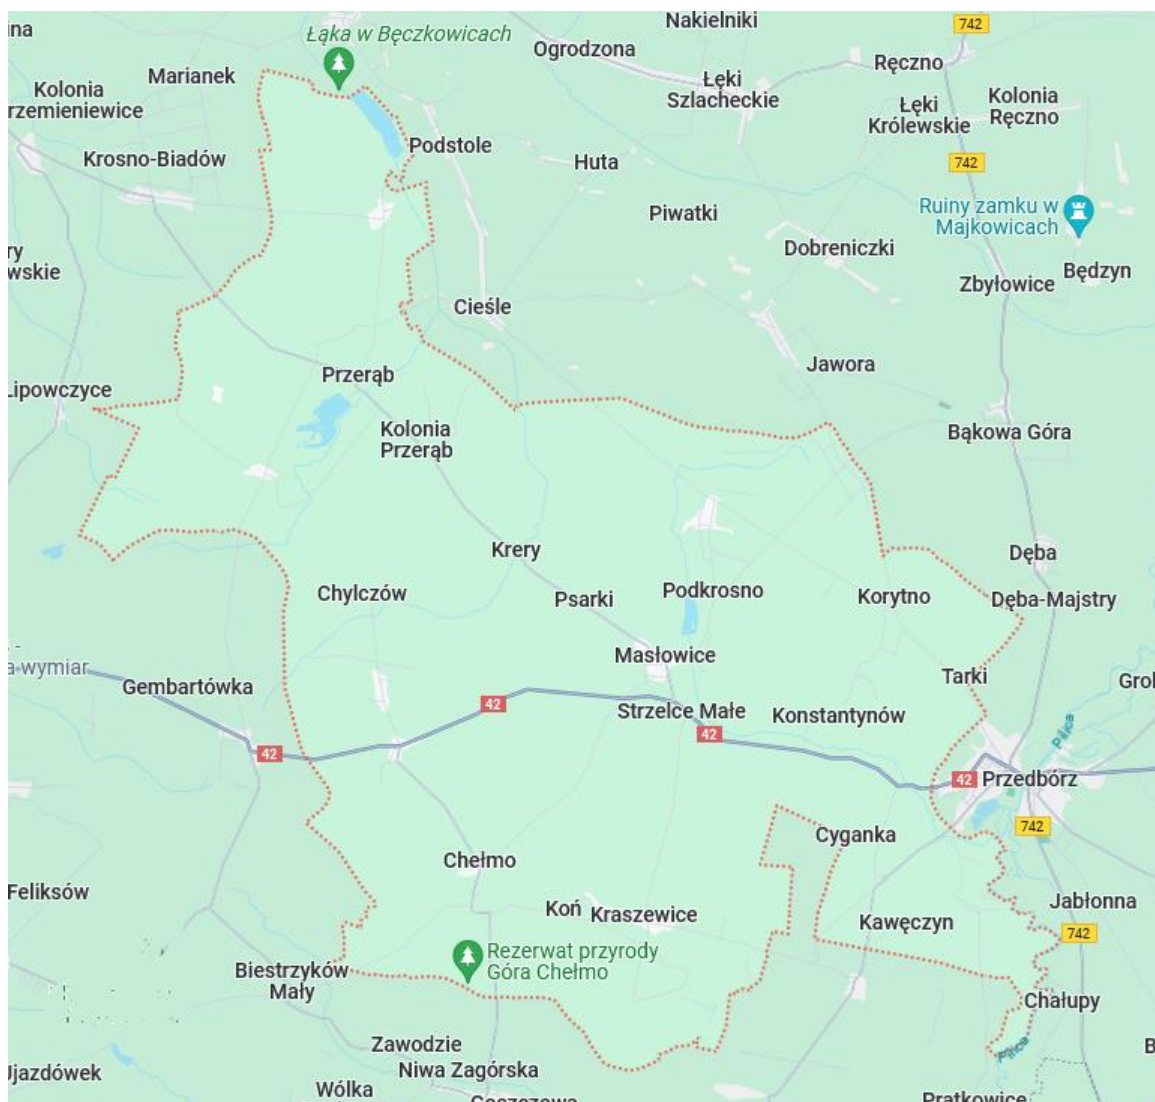 Nakielniki
742
ina
Łąka w Bęczkowicach
Ogrodzona
Ręczno
Marianek
Kolonia
rzemieniewice
Łęki
Szlacheckie
Łęki
Królewskie
Kolonia
Ręczno
Podstole
Krosno-Biadów
Huta
742
Piwatki
Ruiny zamku w
Majkowicach
Dobreniczki
ry
wskie
Będzyn
Zbyłowice
Cieśle
Jawora
Przerąb
Lipowczyce
Kolonia
Przerąb
Bąkowa Góra
Krery
Dęba
Chylczów
Psarki
Podkrosno
Korytno
Dęba-Majstry
Masłowice
a wymiar
Tarki
Grol
Gembartówka
42
Strzelce Małe
Konstantynów
Pilica
42
42
42
Przedbórz
742
Cyganka
Chełmo
Feliksów
Jabłonna
Koń
Kraszewice
Kawęczyn
742
Rezerwat przyrody
Góra Chełmo
Biestrzyków
Mały
Chałupy
Zawodzie
Pilica
B
Ujazdówek
Niwa Zagórska
Wólka
Pratkowice